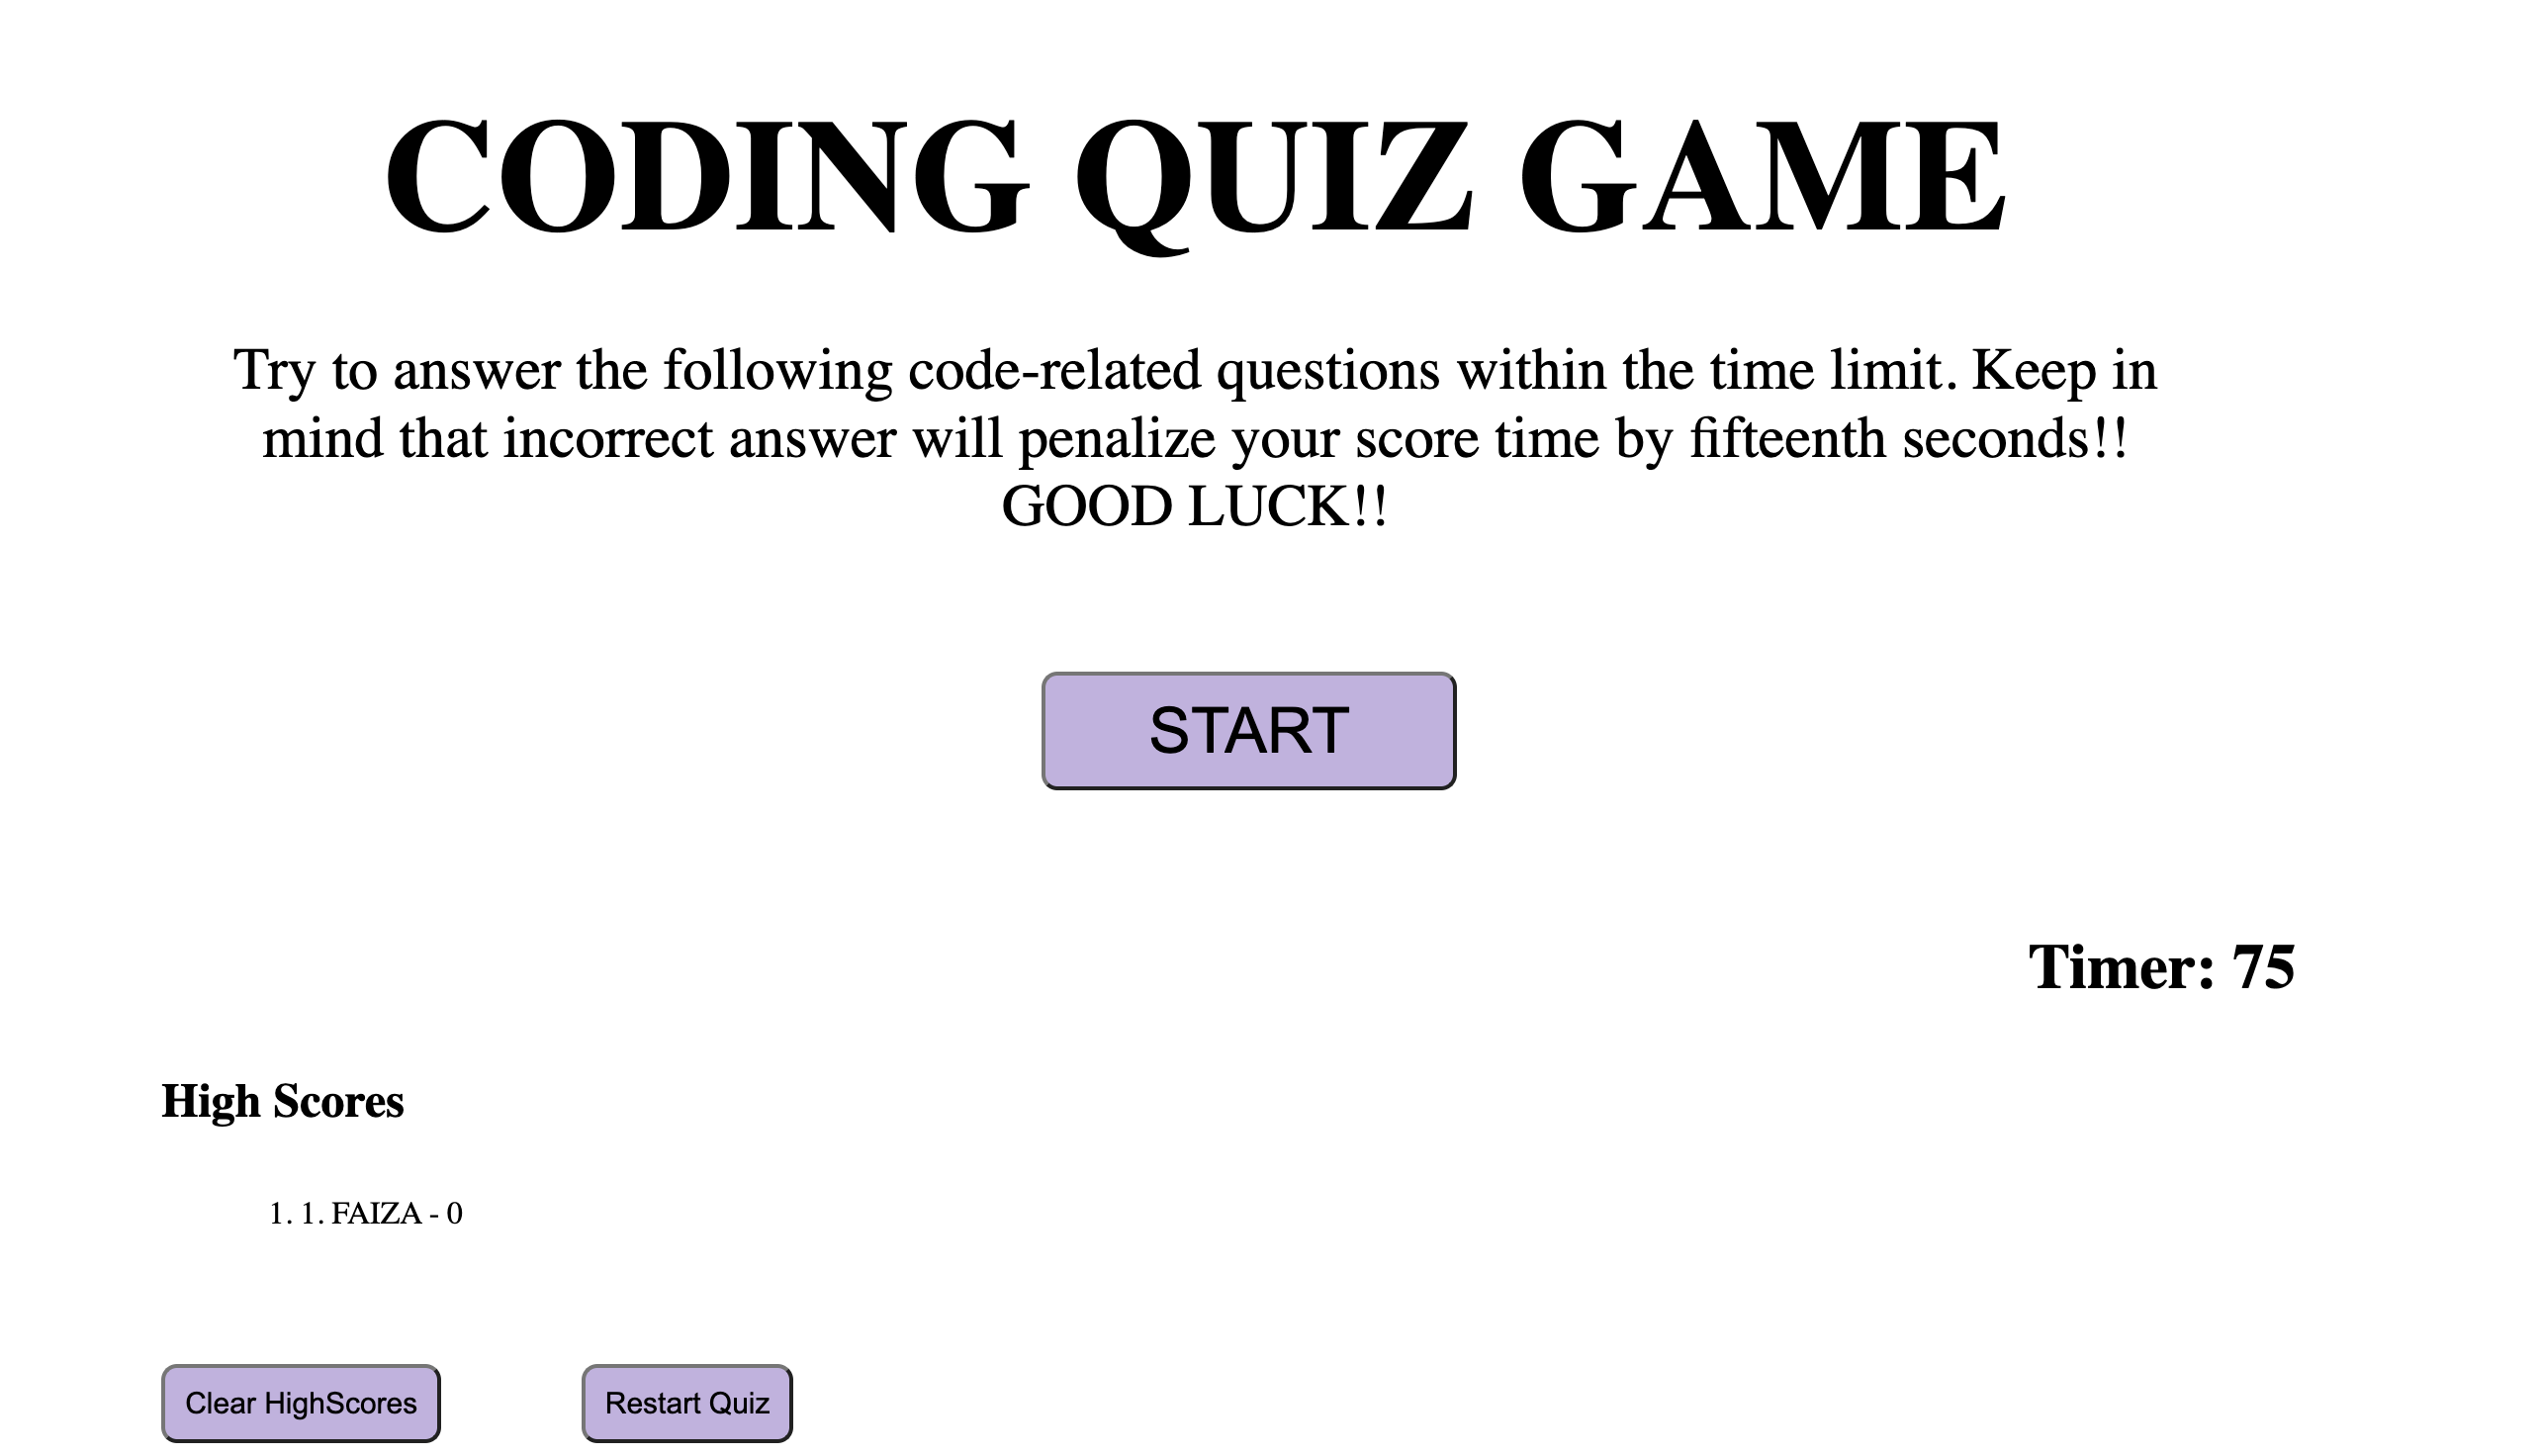 CODING QUIZ GAME
Try to answer the following code-related questions within the time limit. Keep in
mind that incorrect answer will penalize your score time by fifteenth seconds!!
GOOD LUCK!!
START
Timer: 75
High Scores
1. 1. FAIZA - 0
Clear HighScores
Restart Quiz